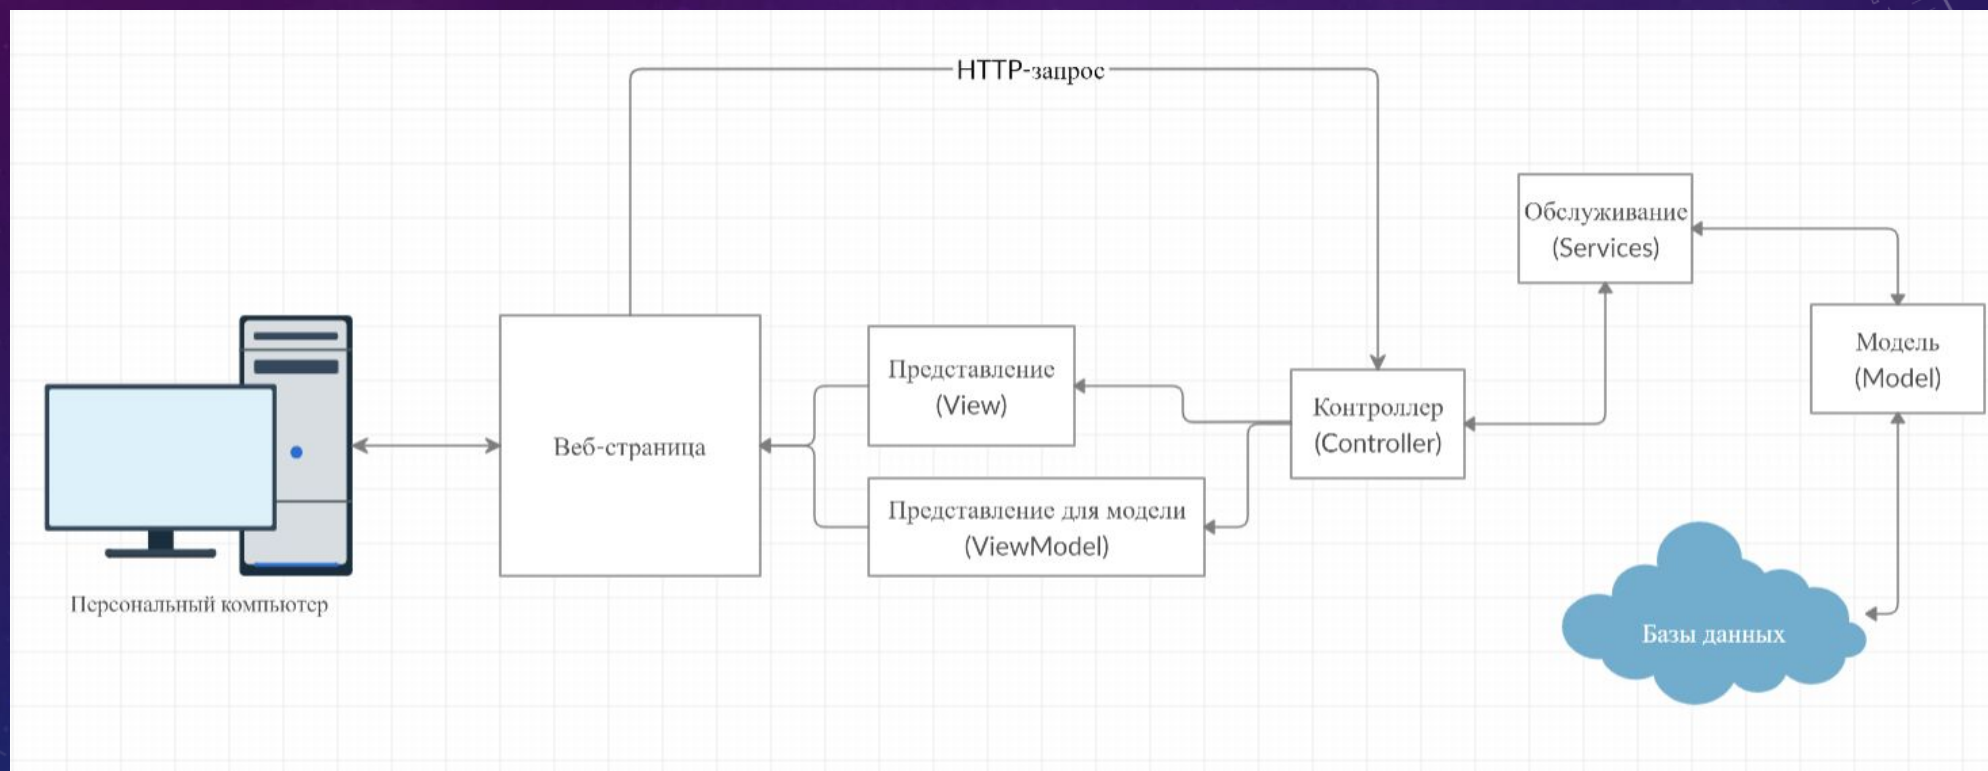 HTTP-запрос
Обслуживание
(Services)
Модель
(Model)
Представление
(View)
Контроллер
(Controller)
Веб-страница
Представление для модели
(ViewModel)
Персональный компьютер
Базы данных